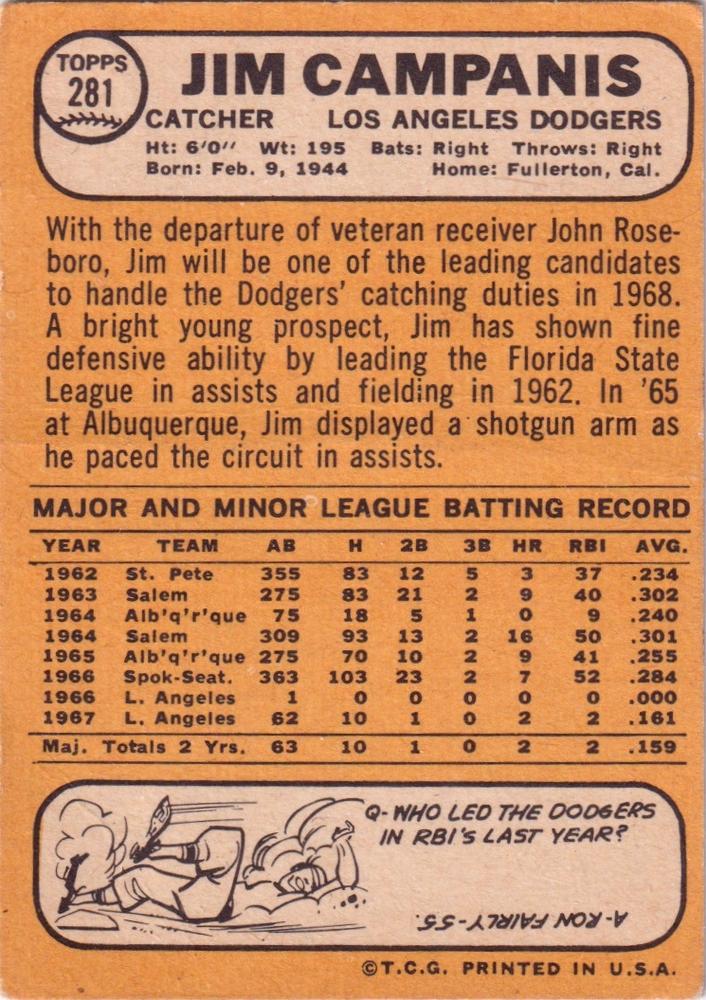 TOPPS
281
JIM CAMPANIS
CATCHER LOS ANGELES DODGERS
Ht: 6'0" Wt: 195 Bats: Right Throws: Right
Born: Feb. 9, 1944 Home: Fullerton, Cal.
With the departure of veteran receiver John Rose-
boro, Jim will be one of the leading candidates
to handle the Dodgers' catching duties in 1968.
A bright young prospect, Jim has shown fine
defensive ability by leading the Florida State
League in assists and fielding in 1962. In '65
at Albuquerque, Jim displayed a shotgun arm as
he paced the circuit in assists.
MAJOR AND MINOR LEAGUE BATTING RECORD
YEAR TEAM AB H 2B 3B HR RBI AVG.
1962 St. Pete 355 83 12 5 3 37 .234
1963 Salem 275 83 21 2 9 40 .302
1964 Alb'q'r'que 75 18 5 1 0 9 .240
1964 Salem 309 93 13 2 16 50 .301
1965 Alb'q'r'que 275 70 10 2 9 41 .255
1966 Spok-Seat. 363 103 23 2 7 52 .284
1966 L. Angeles 1 0 0 0 0 0 .000
1967 L. Angeles 62 10 1 0 2 2 .161
Maj. Totals 2 Yrs. 63 10 1 0 2 2 .159
Q- WHO LED THE DODGERS
IN RBI'S LAST YEAR?
A- RON FAIRLY - 55.
©T.C.G. PRINTED IN U.S.A.